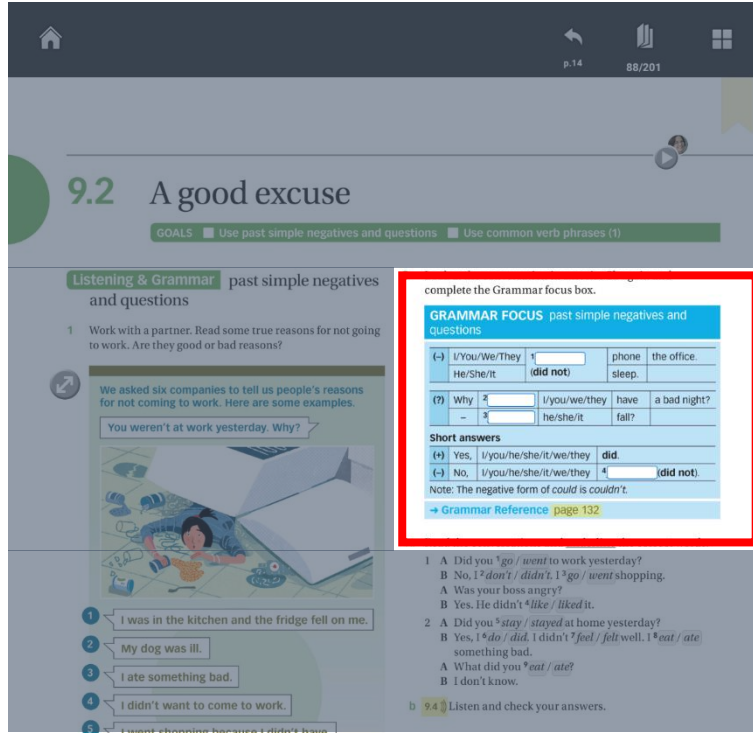 p.14
88/201
9.2 A good excuse
GOALS Use past simple negatives and questions Use common verb phrases (1)
Listening & Grammar past simple negatives
and questions
1 Work with a partner. Read some true reasons for not going
to work. Are they good or bad reasons?
We asked six companies to tell us people's reasons
for not coming to work. Here are some examples.
You weren't at work yesterday. Why?
1 I was in the kitchen and the fridge fell on me.
2 My dog was ill.
3 I ate something bad.
4 I didn't want to come to work.
5 I went shopping because I didn't have
complete the Grammar focus box.
GRAMMAR FOCUS past simple negatives and
questions
(–) I/You/We/They 1 phone the office.
He/She/It (did not) sleep.
(?) Why 2 I/you/we/they have a bad night?
– 3 he/she/it fall?
Short answers
(+) Yes, I/you/he/she/it/we/they did.
(–) No, I/you/he/she/it/we/they 4 (did not).
Note: The negative form of could is couldn't.
→ Grammar Reference page 132
1 A Did you 1go / went to work yesterday?
B No, I 2don't / didn't. I 3go / went shopping.
A Was your boss angry?
B Yes. He didn't 4like / liked it.
2 A Did you 5stay / stayed at home yesterday?
B Yes, I 6do / did. I didn't 7feel / felt well. I 8eat / ate
something bad.
A What did you 9eat / ate?
B I don't know.
b 9.4 Listen and check your answers.